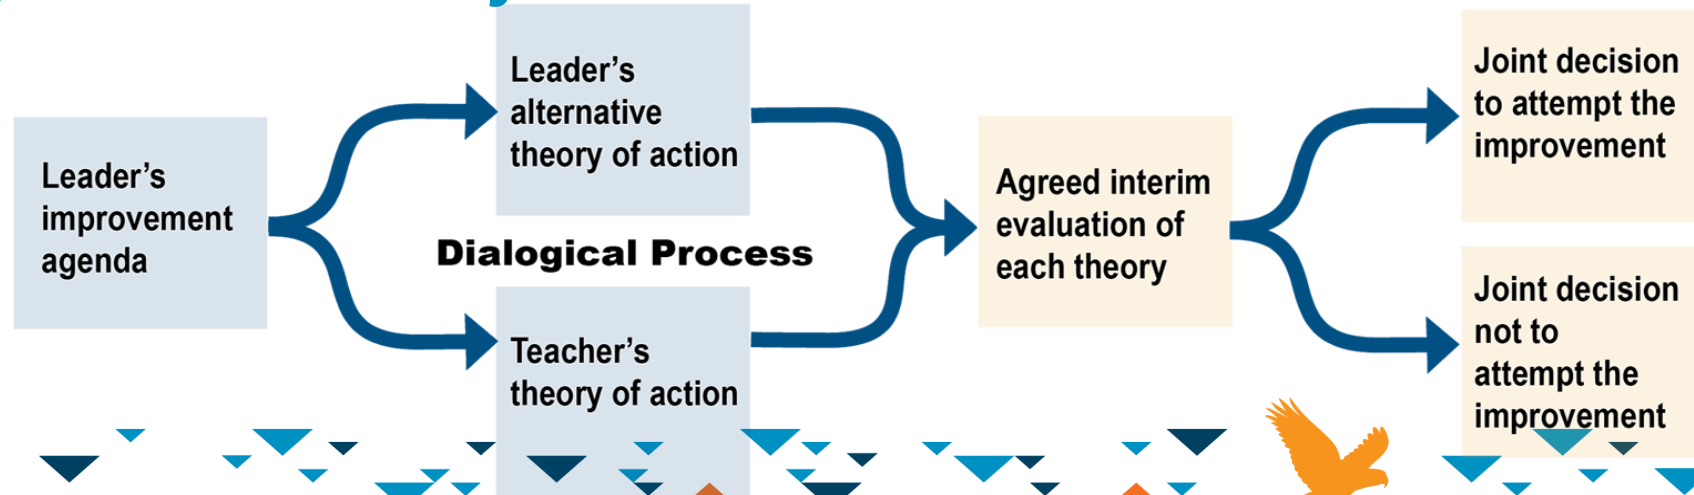 Leader's
improvement
agenda
Leader's
alternative
theory of action
Dialogical Process
Teacher's
theory of action
Agreed interim
evaluation of
each theory
Joint decision
to attempt the
improvement
Joint decision
not to
attempt the
improvement